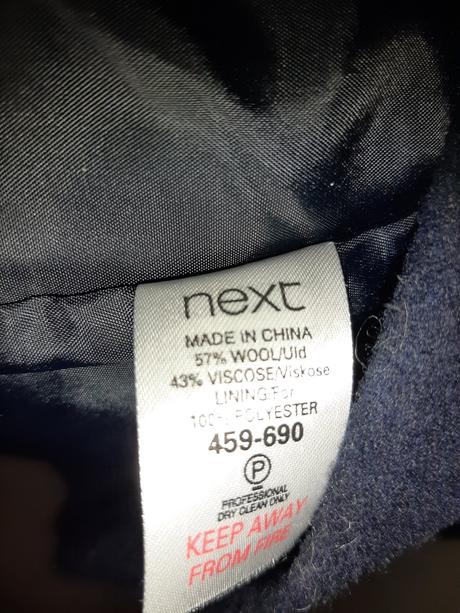 next
MADE IN CHINA
57% WOOL/Uld
43% VISCOSE/Viskose
LINING/For
100% POLYESTER
459-690
P
PROFESSIONAL
DRY CLEAN ONLY
KEEP AWAY
FROM FIRE